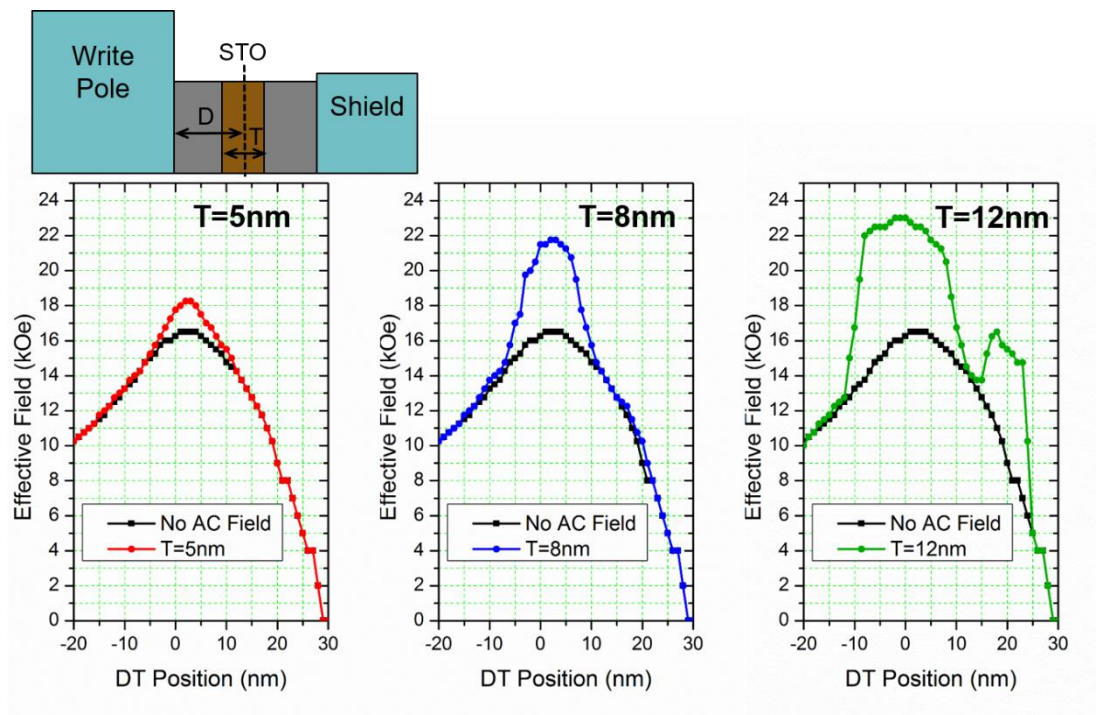 Write
Pole
STO
D
T
Shield
T=5nm
24
22
20
18
16
14
12
10
8
6
4
2
0
Effective Field (kOe)
No AC Field
T=5nm
-20 -10 0 10 20 30
DT Position (nm)
T=8nm
24
22
20
18
16
14
12
10
8
6
4
2
0
Effective Field (kOe)
No AC Field
T=8nm
-20 -10 0 10 20 30
DT Position (nm)
T=12nm
24
22
20
18
16
14
12
10
8
6
4
2
0
Effective Field (kOe)
No AC Field
T=12nm
-20 -10 0 10 20 30
DT Position (nm)